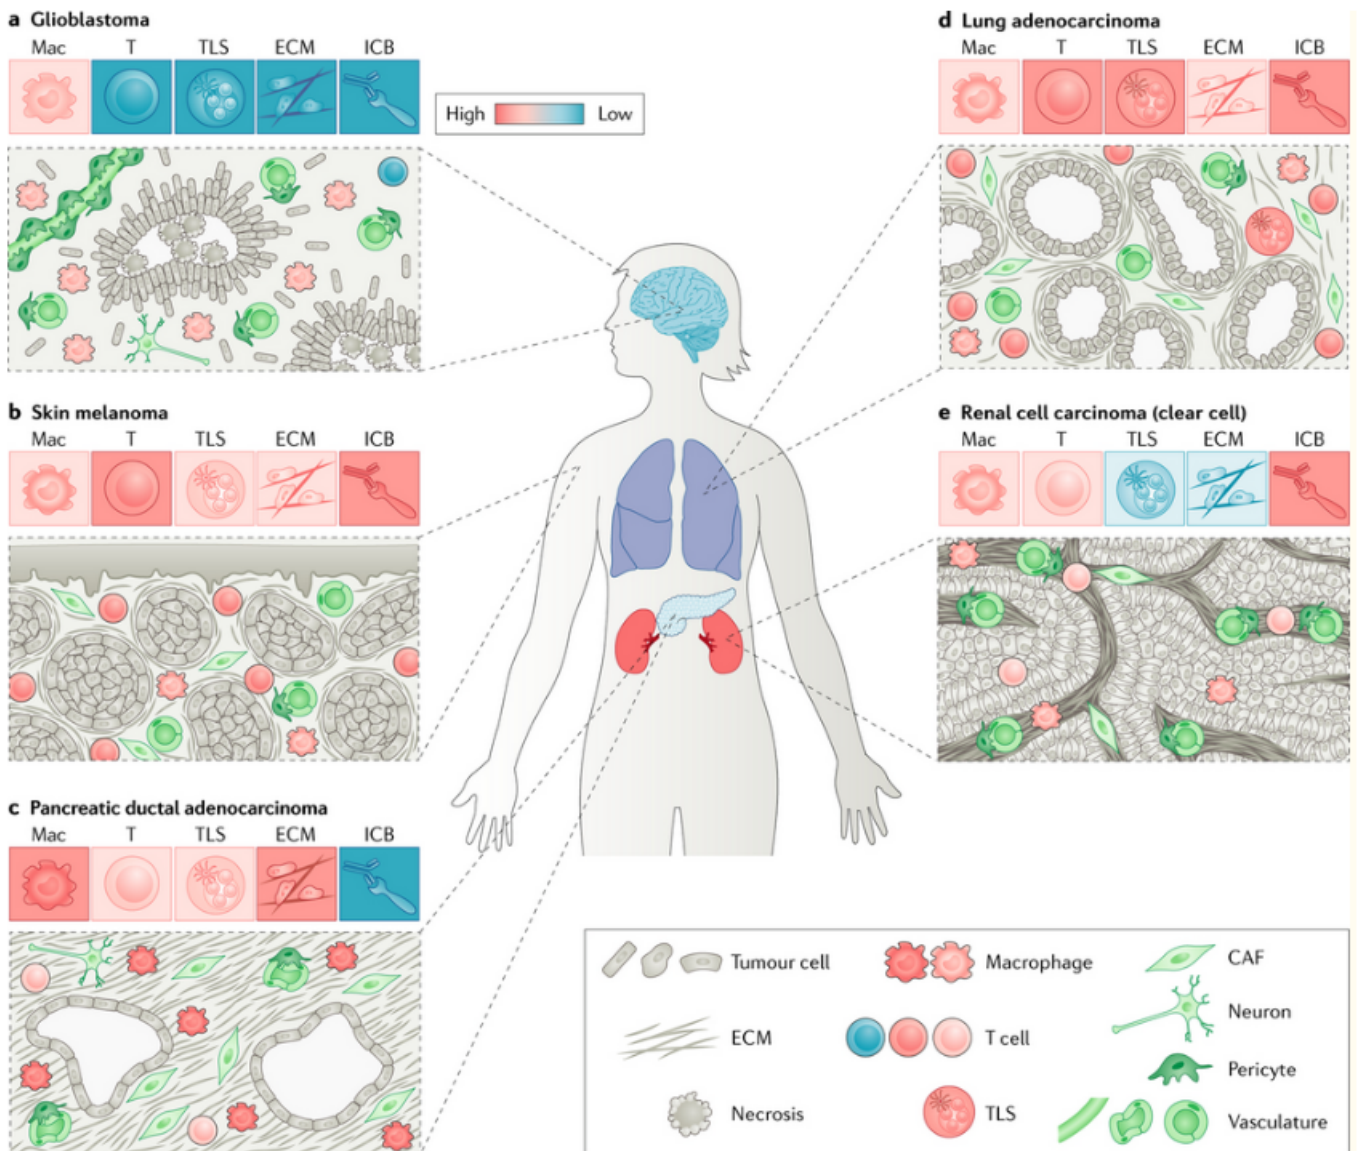 a Glioblastoma
Mac T TLS ECM ICB
High Low
b Skin melanoma
Mac T TLS ECM ICB
c Pancreatic ductal adenocarcinoma
Mac T TLS ECM ICB
d Lung adenocarcinoma
Mac T TLS ECM ICB
e Renal cell carcinoma (clear cell)
Mac T TLS ECM ICB
Tumour cell
ECM
Necrosis
Macrophage
T cell
TLS
CAF
Neuron
Pericyte
Vasculature